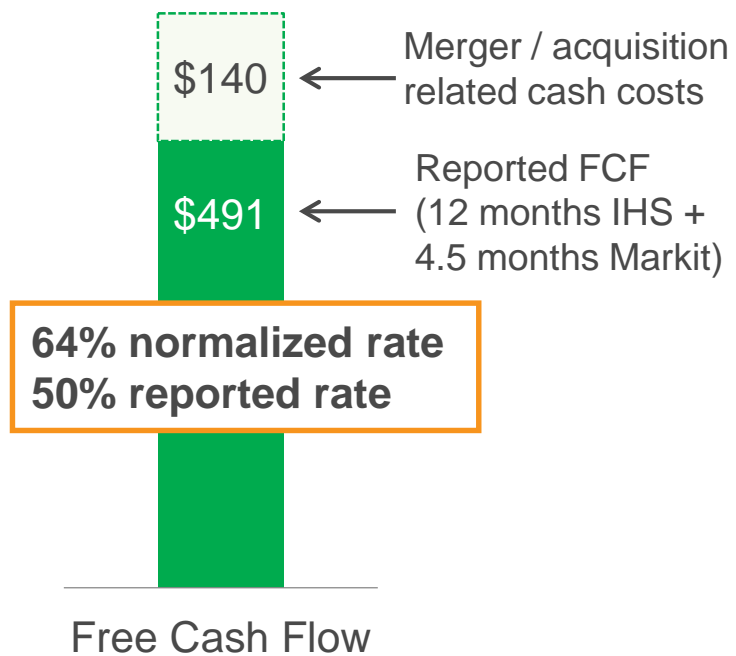 $140
Merger / acquisition
related cash costs
$491
Reported FCF
(12 months IHS +
4.5 months Markit)
64% normalized rate
50% reported rate
Free Cash Flow